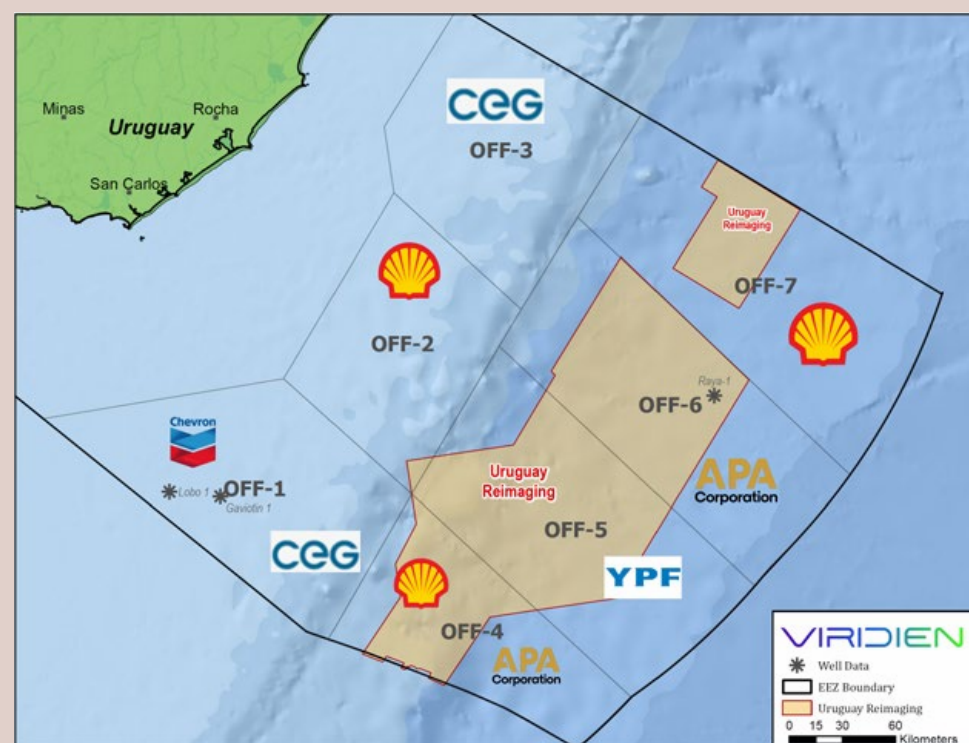 Minas
Rocha
Uruguay
San Carlos
CEG
OFF-3
Uruguay
Reimaging
OFF-7
OFF-2
Raya-1
OFF-6
Chevron
Lobo 1
OFF-1
Gaviotin 1
Uruguay
Reimaging
APA
Corporation
OFF-5
CEG
YPF
OFF-4
APA
Corporation
VIRIDIEN
Well Data
EEZ Boundary
Uruguay Reimaging
0 15 30 60
Kilometers